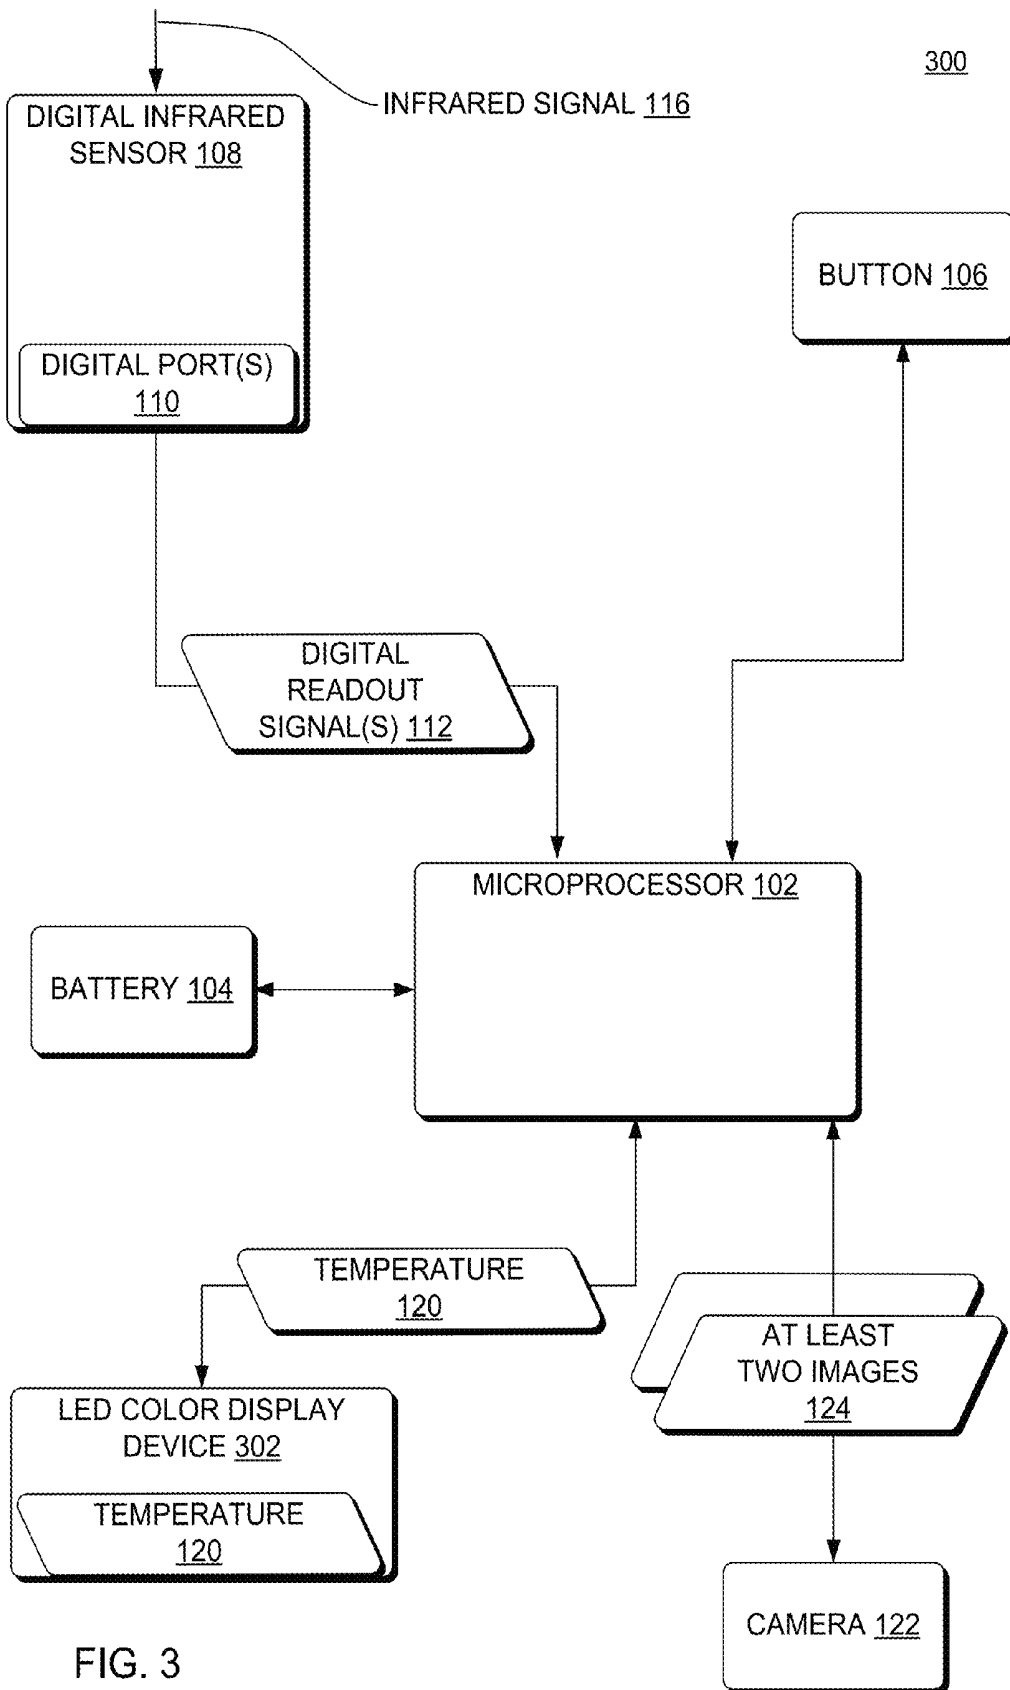 300
INFRARED SIGNAL 116
DIGITAL INFRARED
SENSOR 108
BUTTON 106
DIGITAL PORT(S)
110
DIGITAL
READOUT
SIGNAL(S) 112
MICROPROCESSOR 102
BATTERY 104
TEMPERATURE
120
AT LEAST
TWO IMAGES
124
LED COLOR DISPLAY
DEVICE 302
TEMPERATURE
120
CAMERA 122
FIG. 3